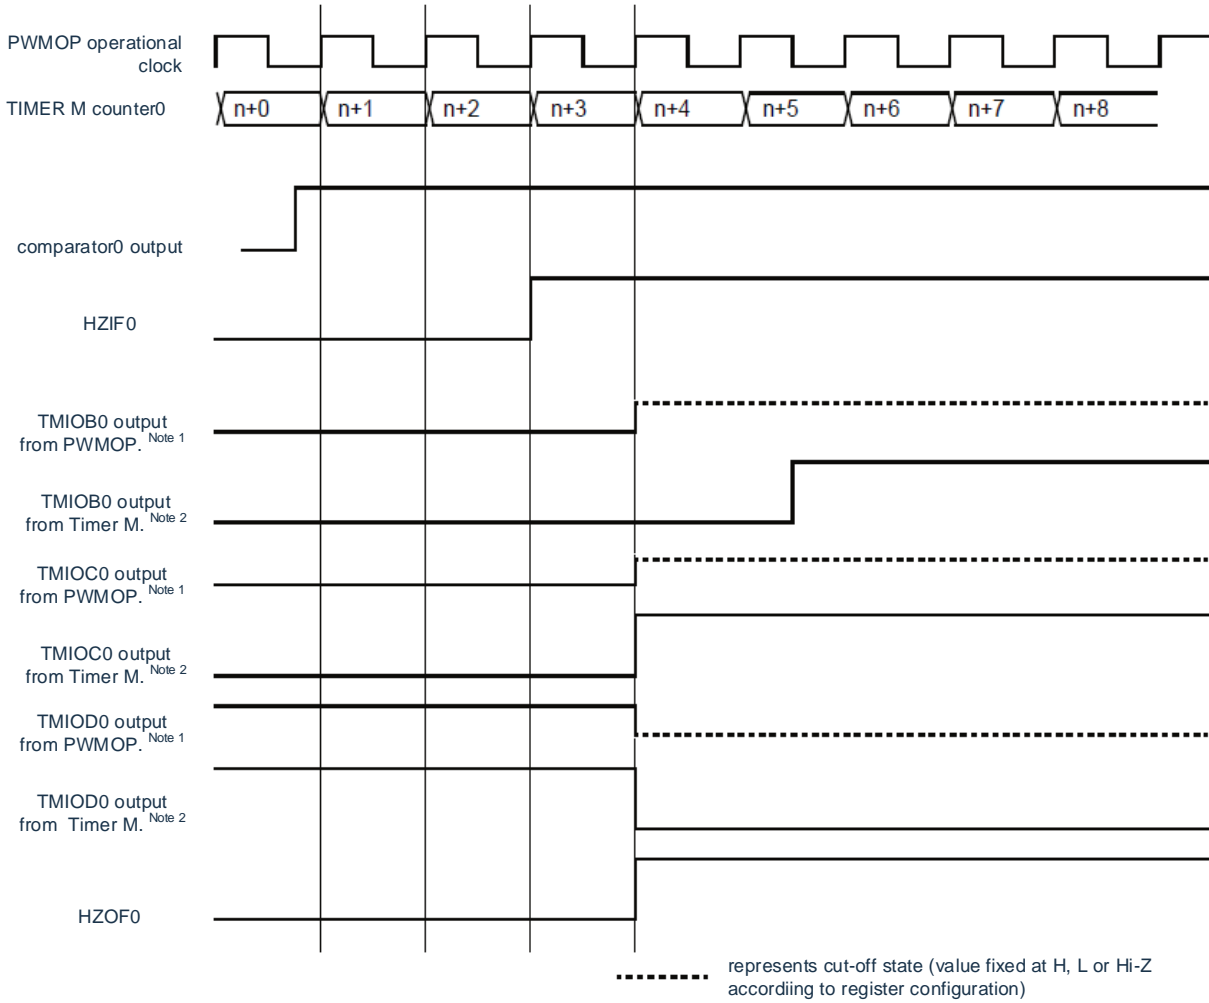 PWMOP operational
clock
TIMER M counter0
n+0 n+1 n+2 n+3 n+4 n+5 n+6 n+7 n+8
comparator0 output
HZIF0
TMIOB0 output
from PWMOP. Note 1
TMIOB0 output
from Timer M. Note 2
TMIOC0 output
from PWMOP. Note 1
TMIOC0 output
from Timer M. Note 2
TMIOD0 output
from PWMOP. Note 1
TMIOD0 output
from Timer M. Note 2
HZOF0
represents cut-off state (value fixed at H, L or Hi-Z
accordiing to register configuration)